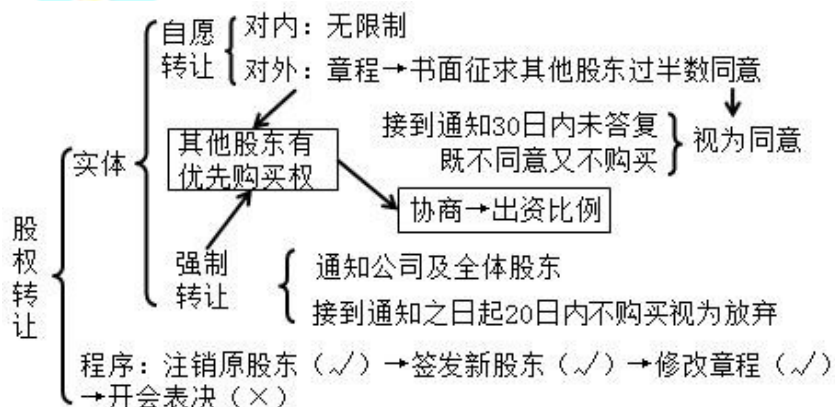 自愿转让
对内：无限制
对外：章程→书面征求其他股东过半数同意
接到通知30日内未答复
既不同意又不购买
视为同意
其他股东有
优先购买权
实体
协商→出资比例
股权转让
强制
转让
通知公司及全体股东
接到通知之日起20日内不购买视为放弃
程序：注销原股东（√）→签发新股东（√）→修改章程（√）
→开会表决（×）